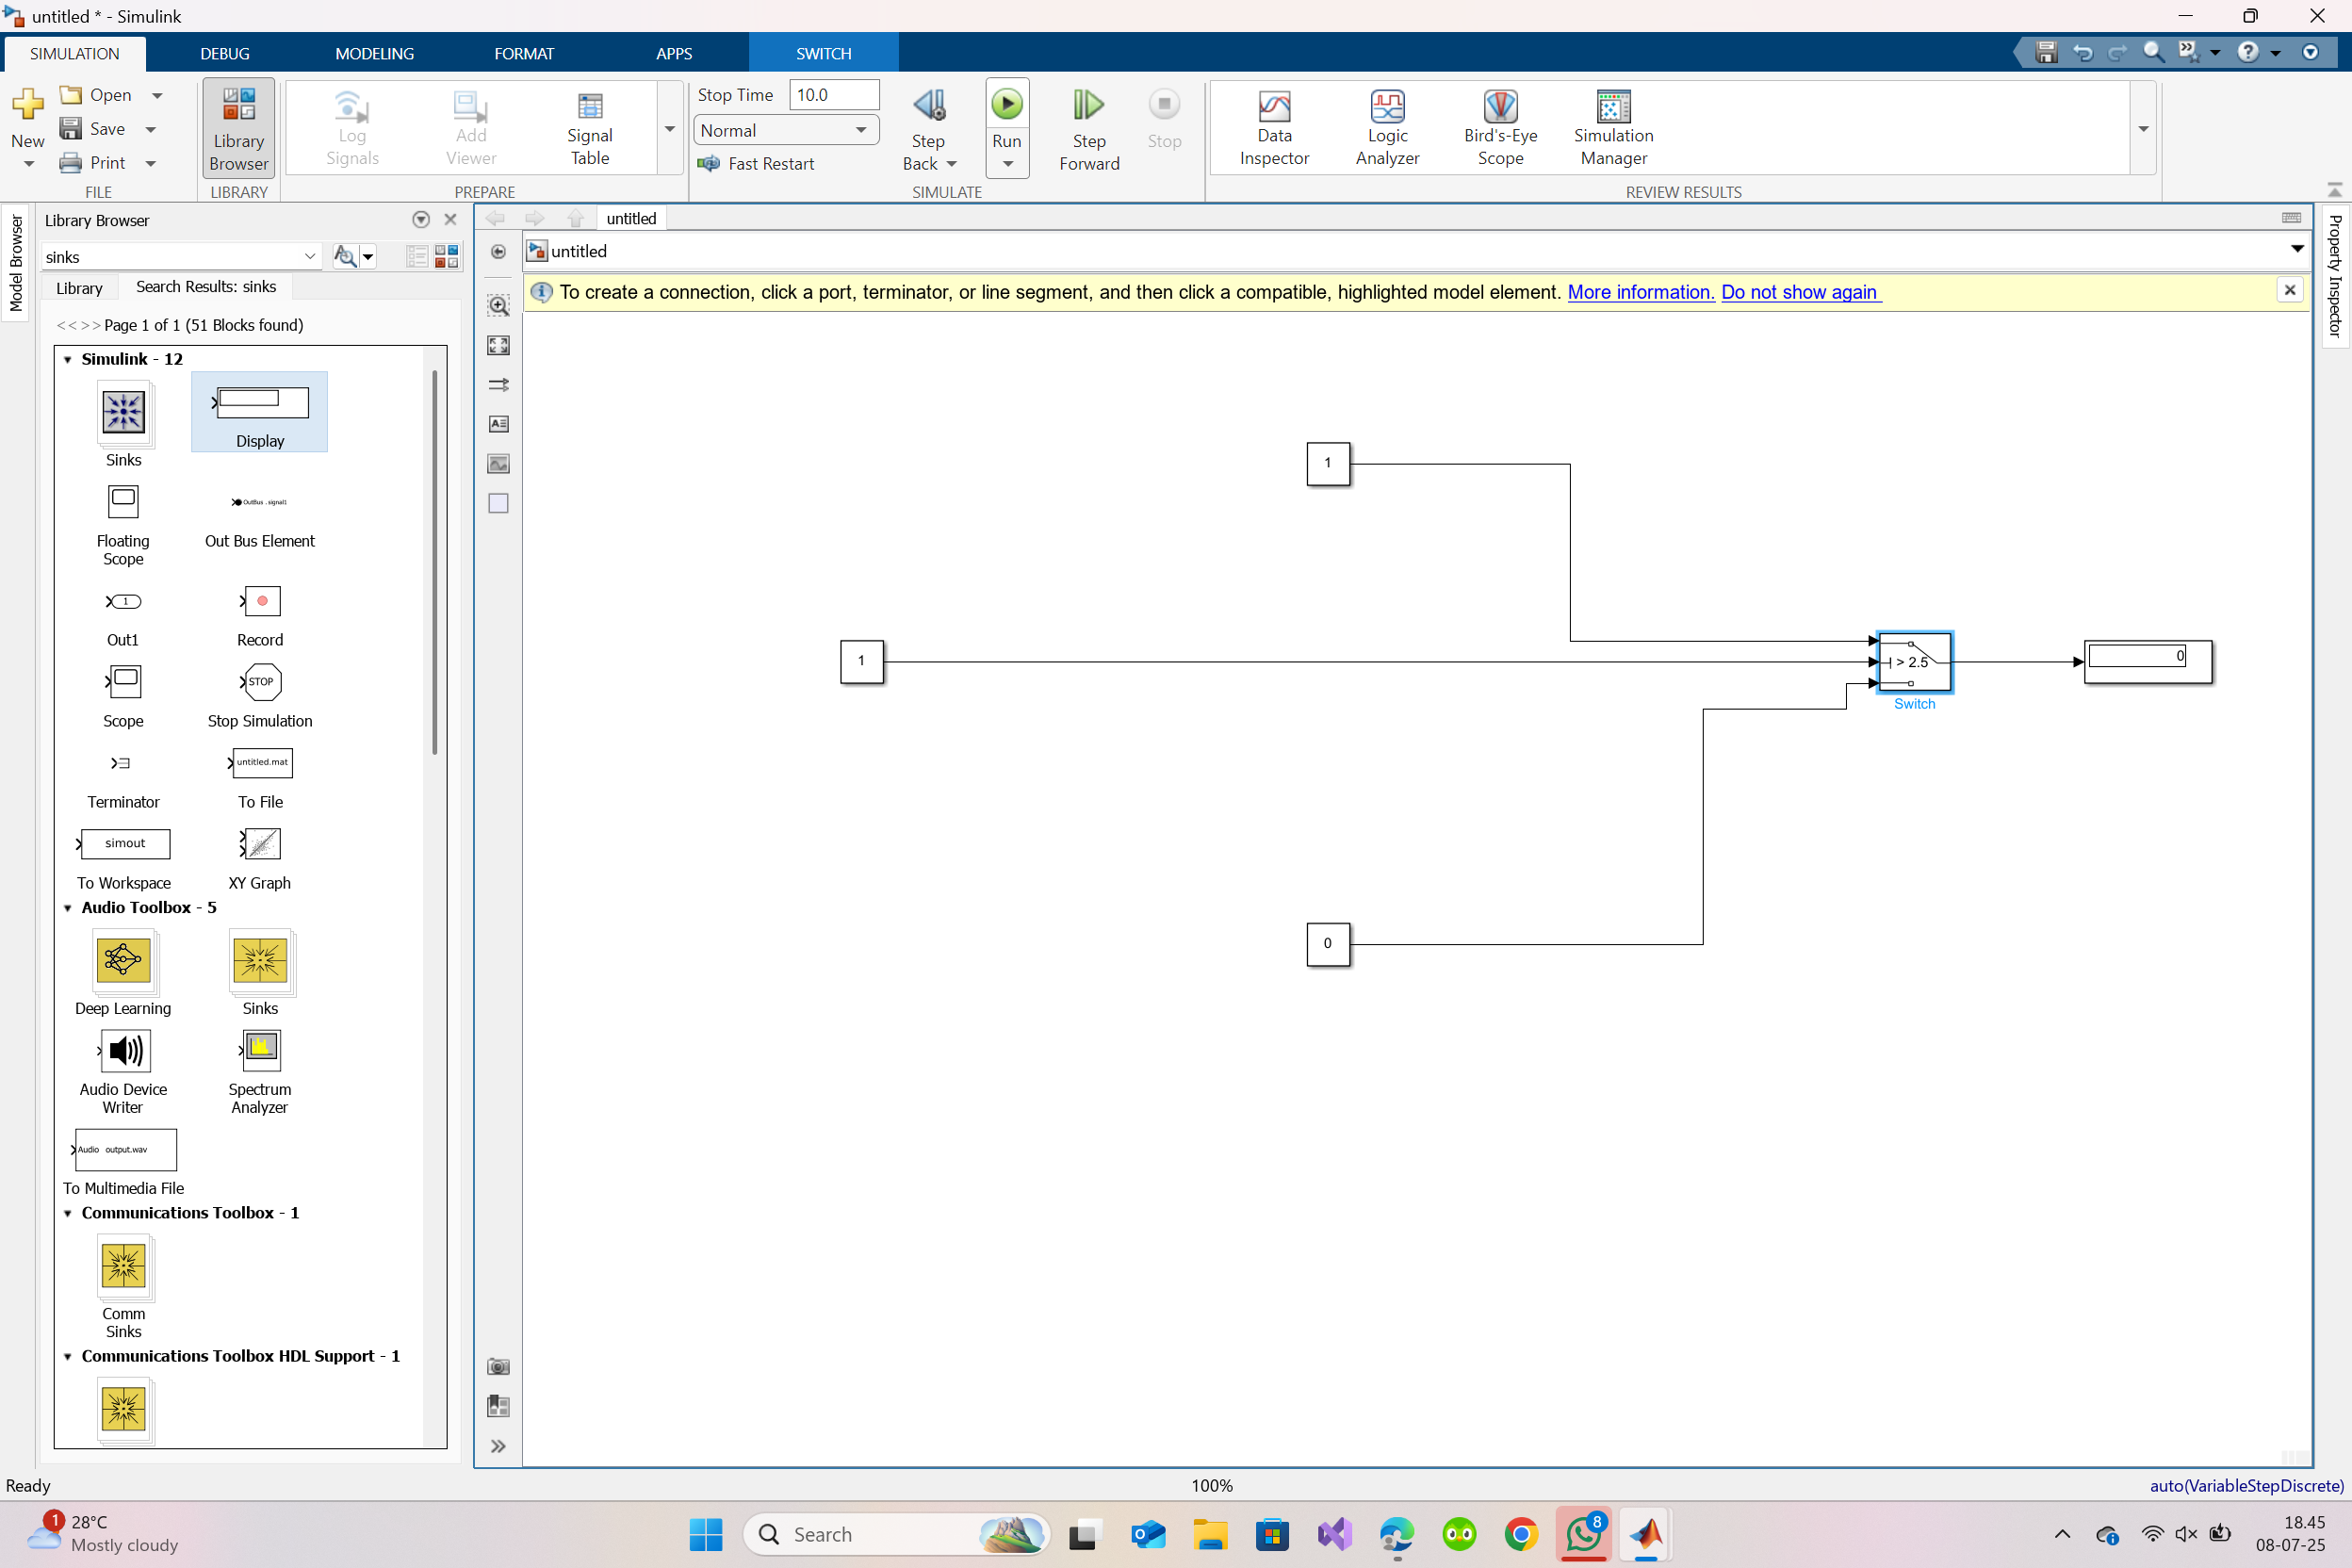 untitled * - Simulink
SIMULATION
DEBUG
MODELING
FORMAT
APPS
SWITCH
New
Open
Save
Print
FILE
Library
Browser
LIBRARY
Log
Signals
Add
Viewer
Signal
Table
PREPARE
Stop Time
10.0
Normal
Fast Restart
Step
Back
Run
Step
Forward
Stop
SIMULATE
Data
Inspector
Logic
Analyzer
Bird's-Eye
Scope
Simulation
Manager
REVIEW RESULTS
Model Browser
Library Browser
sinks
Library
Search Results: sinks
<< >> Page 1 of 1 (51 Blocks found)
Simulink - 12
Sinks
Display
Floating
Scope
OutBus . signal1
Out Bus Element
1
Out1
Record
Scope
STOP
Stop Simulation
Terminator
untitled.mat
To File
simout
To Workspace
XY Graph
Audio Toolbox - 5
Deep Learning
Sinks
Audio Device
Writer
Spectrum
Analyzer
Audio output.wav
To Multimedia File
Communications Toolbox - 1
Comm
Sinks
Communications Toolbox HDL Support - 1
untitled
untitled
To create a connection, click a port, terminator, or line segment, and then click a compatible, highlighted model element. More information. Do not show again
1
1
> 2.5
Switch
0
0
Property Inspector
Ready
100%
auto(VariableStepDiscrete)
1
28°C
Mostly cloudy
Search
8
18.45
08-07-25